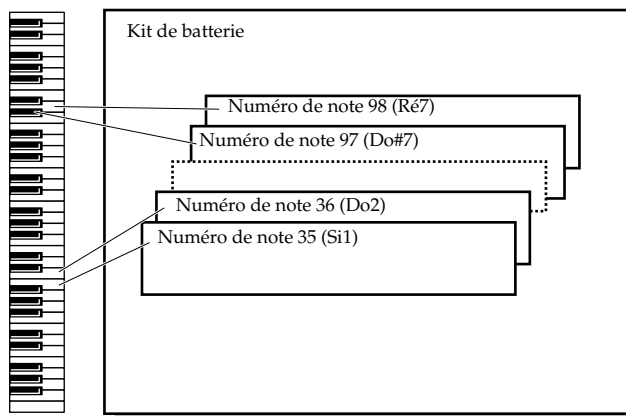 Kit de batterie
Numéro de note 98 (Ré7)
Numéro de note 97 (Do#7)
Numéro de note 36 (Do2)
Numéro de note 35 (Si1)